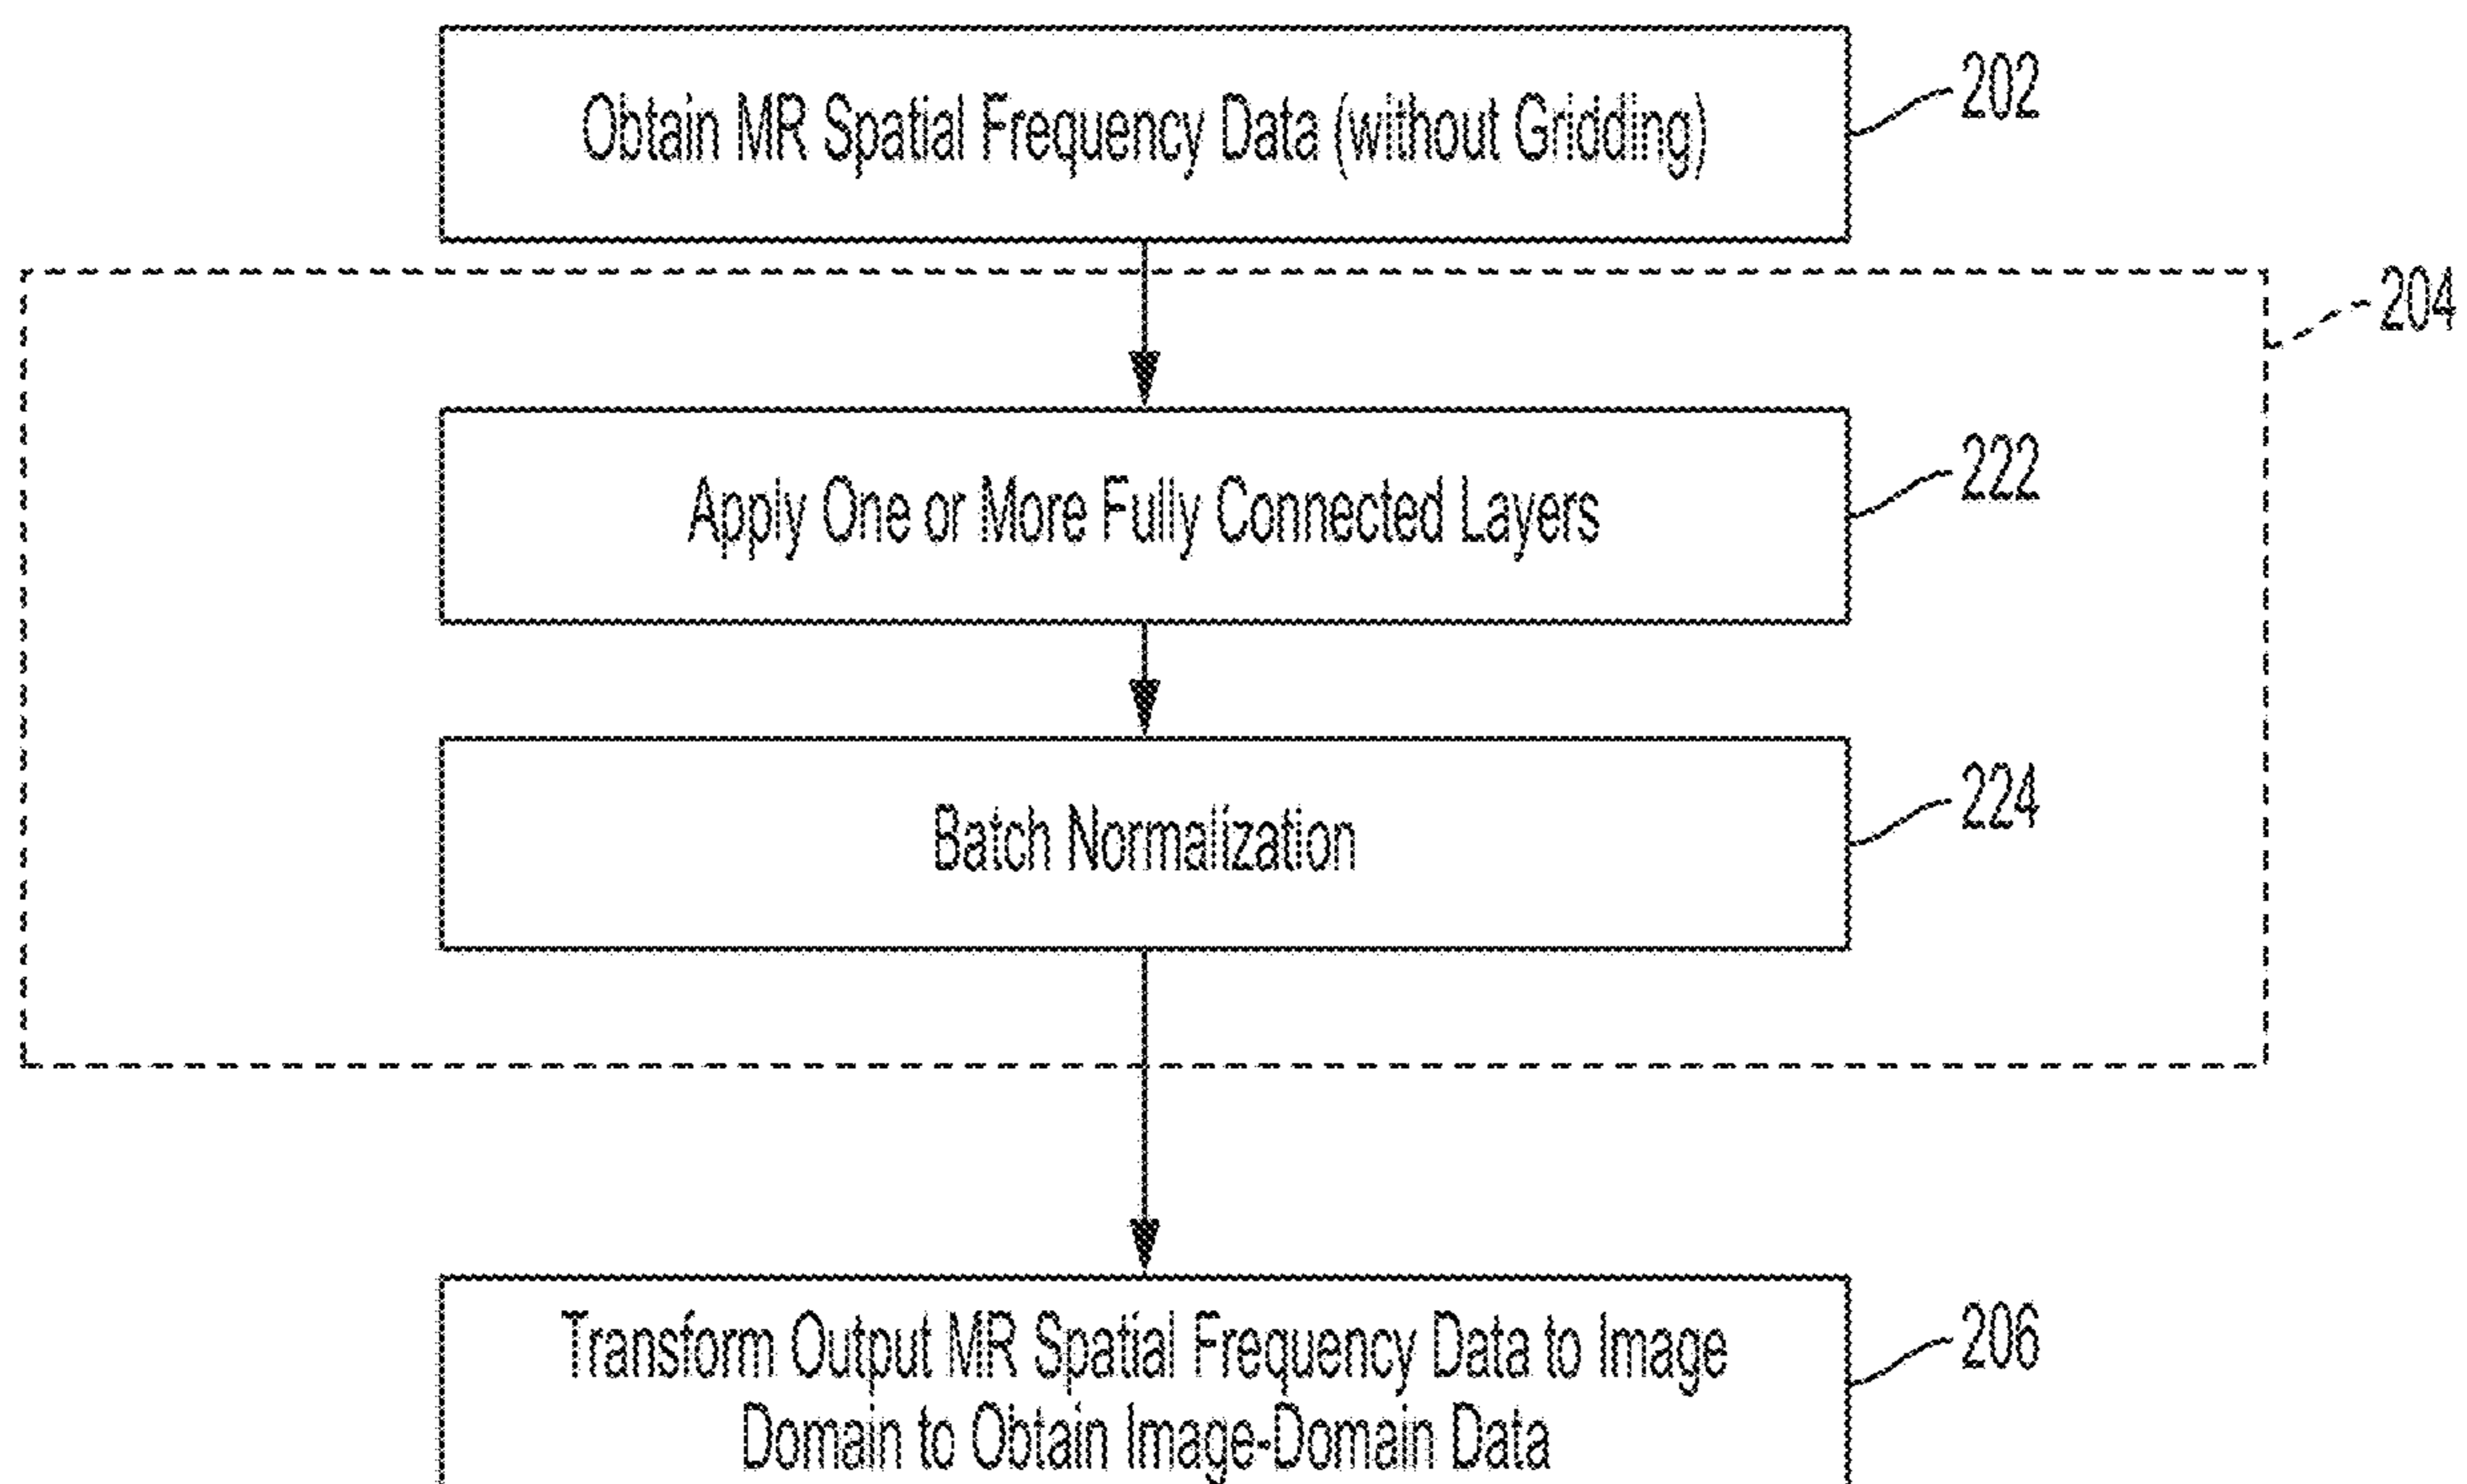 Obtain MR Spatial Frequency Data (without Gridding)
202
204
Apply One or More Fully Connected Layers
222
Batch Normalization
224
Transform Output MR Spatial Frequency Data to Image
Domain to Obtain Image-Domain Data
206